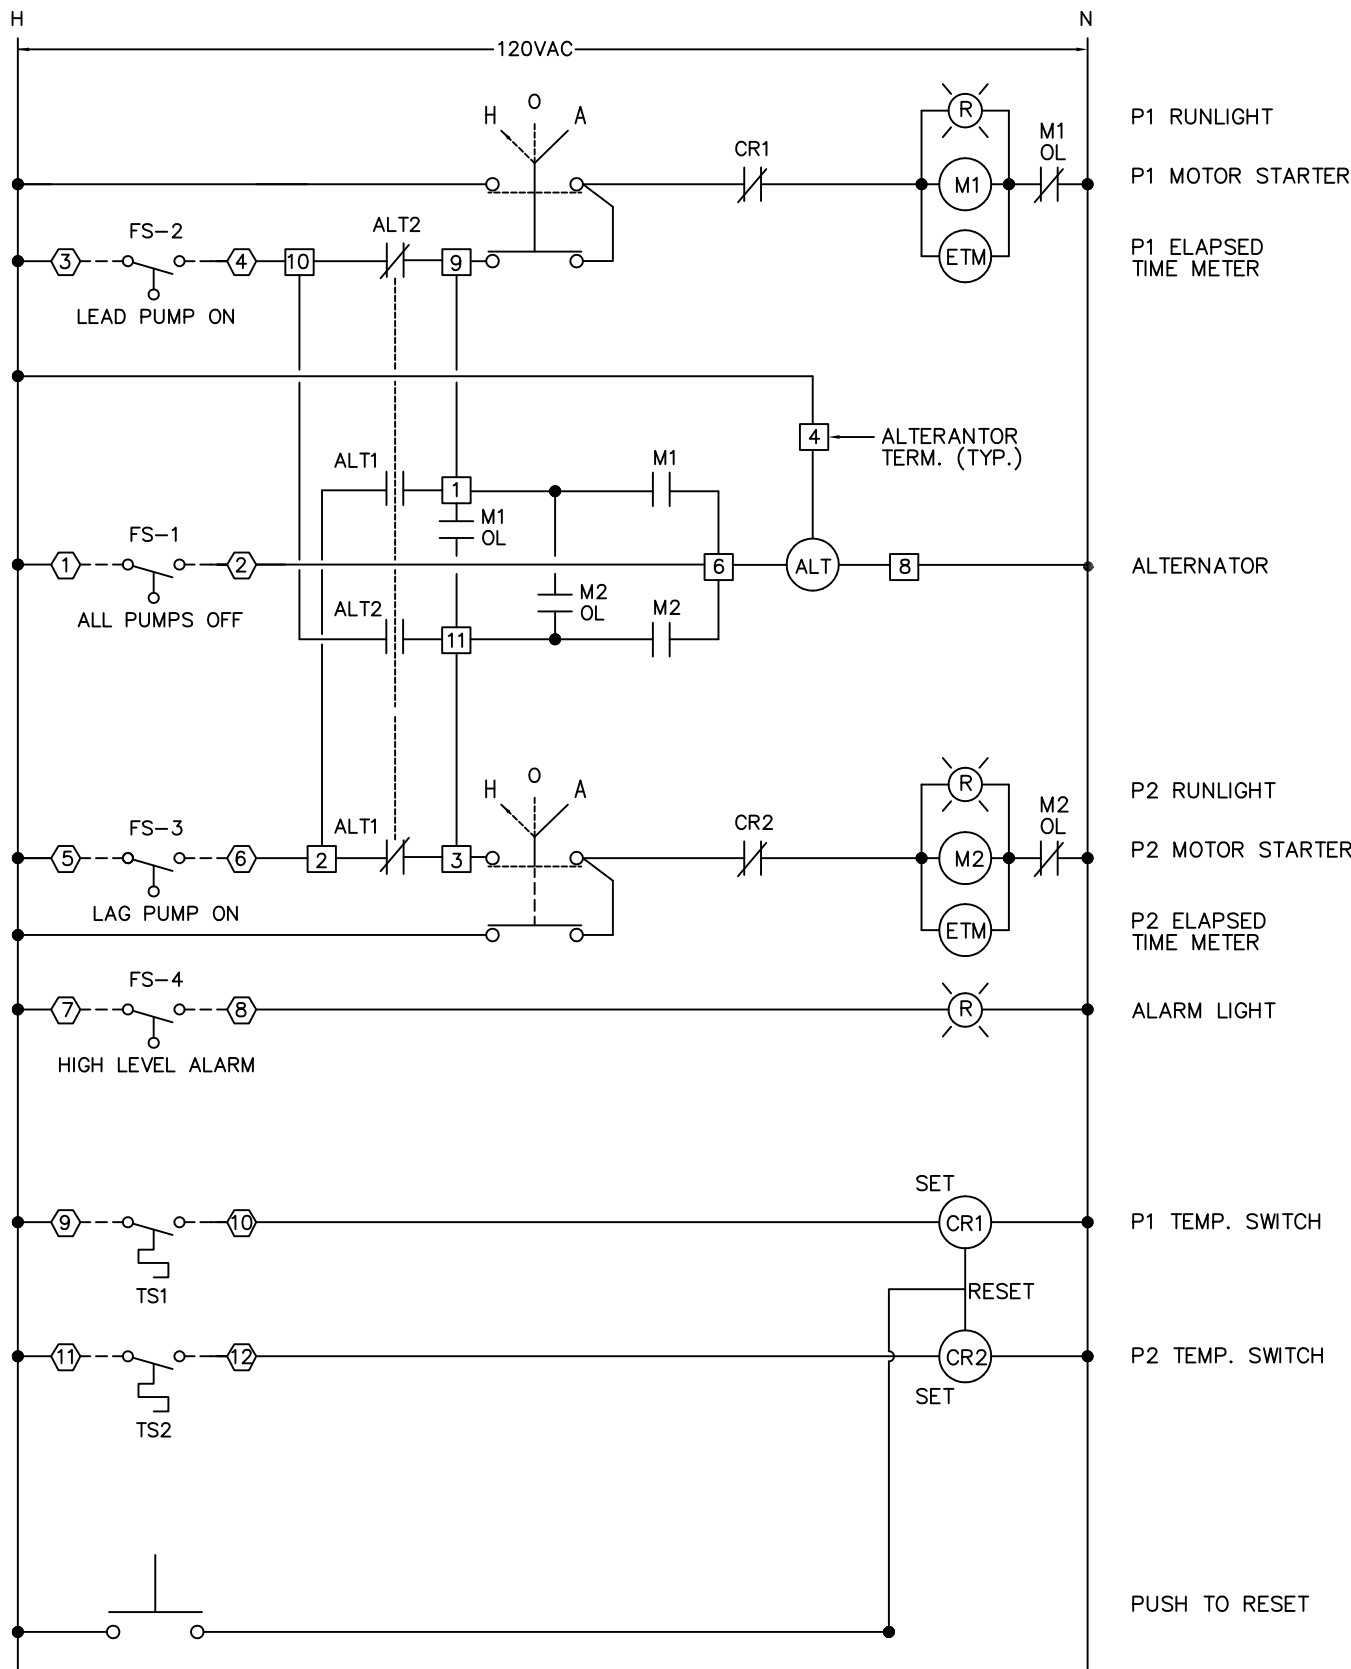 H
N
120VAC
H
O
A
CR1
R
M1
OL
M1
ETM
P1 RUNLIGHT
P1 MOTOR STARTER
P1 ELAPSED
TIME METER
FS-2
3
4
10
ALT2
9
LEAD PUMP ON
4
ALTERANTOR
TERM. (TYP.)
ALT1
1
M1
M1
OL
FS-1
1
2
6
ALT
8
ALTERNATOR
ALL PUMPS OFF
ALT2
M2
OL
M2
11
H
O
A
CR2
R
M2
OL
M2
ETM
P2 RUNLIGHT
P2 MOTOR STARTER
P2 ELAPSED
TIME METER
FS-3
5
6
2
ALT1
3
LAG PUMP ON
FS-4
7
8
R
ALARM LIGHT
HIGH LEVEL ALARM
SET
9
10
CR1
P1 TEMP. SWITCH
TS1
RESET
11
12
CR2
P2 TEMP. SWITCH
SET
TS2
PUSH TO RESET